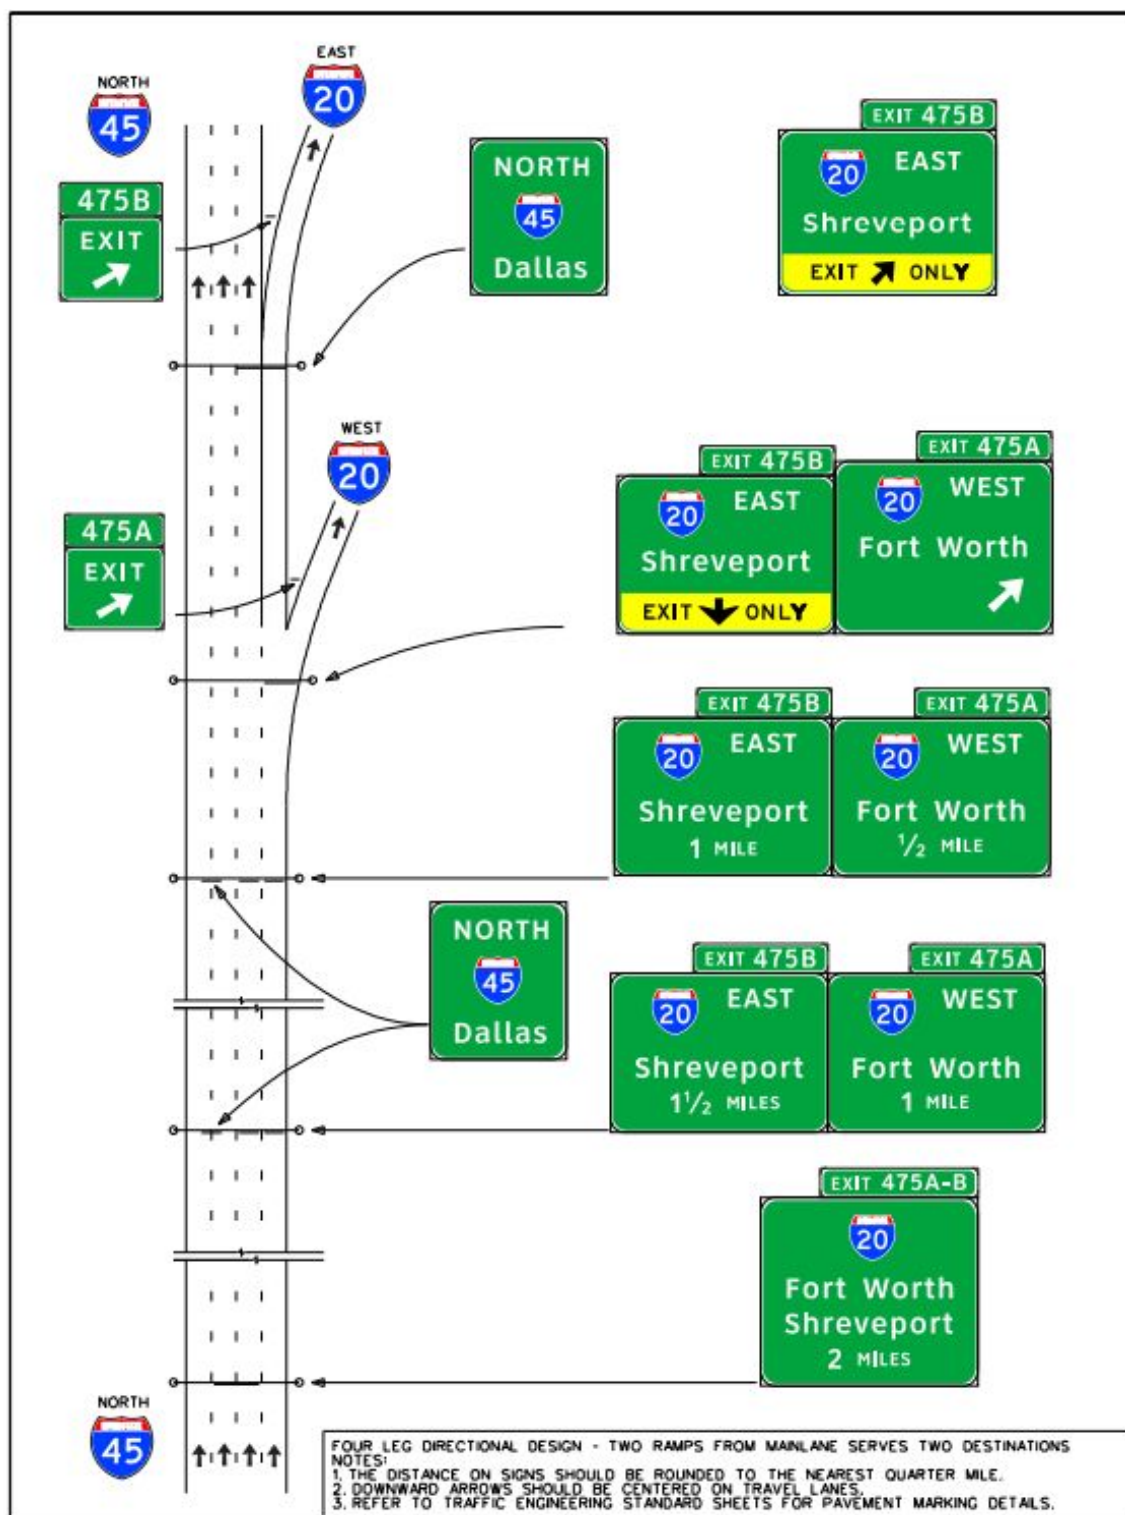 EAST
20
NORTH
45
475B
EXIT
NORTH
45
Dallas
EXIT 475B
20 EAST
Shreveport
EXIT ONLY
WEST
20
475A
EXIT
EXIT 475B
20 EAST
Shreveport
EXIT ONLY
EXIT 475A
20 WEST
Fort Worth
EXIT 475B
20 EAST
Shreveport
1 MILE
EXIT 475A
20 WEST
Fort Worth
1/2 MILE
NORTH
45
Dallas
EXIT 475B
20 EAST
Shreveport
1 1/2 MILES
EXIT 475A
20 WEST
Fort Worth
1 MILE
EXIT 475A-B
20
Fort Worth
Shreveport
2 MILES
NORTH
45
FOUR LEG DIRECTIONAL DESIGN - TWO RAMPS FROM MAINLANE SERVES TWO DESTINATIONS
NOTES:
1. THE DISTANCE ON SIGNS SHOULD BE ROUNDED TO THE NEAREST QUARTER MILE.
2. DOWNWARD ARROWS SHOULD BE CENTERED ON TRAVEL LANES.
3. REFER TO TRAFFIC ENGINEERING STANDARD SHEETS FOR PAVEMENT MARKING DETAILS.